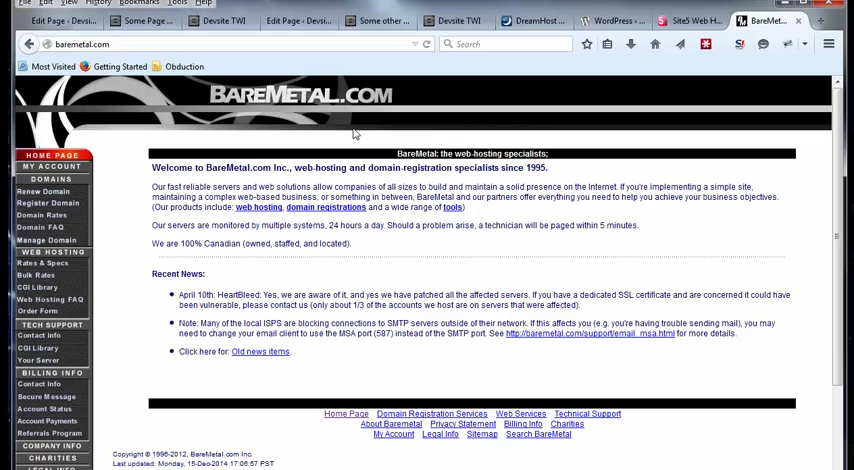 File Edit View History Bookmarks Tools Help
Edit Page ‹ Devsi...
Some Page ...
Devsite TWI
Edit Page ‹ Devsi...
Some other ...
Devsite TWI
DreamHost ...
WordPress › ...
Site5 Web H...
BareMet...
baremetal.com
Search
Most Visited Getting Started Obduction
BAREMETAL.COM
HOME PAGE
MY ACCOUNT
DOMAINS
Renew Domain
Register Domain
Domain Rates
Domain FAQ
Manage Domain
WEB HOSTING
Rates & Specs
Bulk Rates
CGI Library
Web Hosting FAQ
Order Form
TECH SUPPORT
Contact Info
CGI Library
Your Server
BILLING INFO
Contact Info
Secure Message
Account Status
Account Payments
Referrals Program
COMPANY INFO
CHARITIES
LEGAL INFO
BareMetal: the web-hosting specialists;
Welcome to BareMetal.com Inc., web-hosting and domain-registration specialists since 1995.
Our fast reliable servers and web solutions allow companies of all sizes to build and maintain a solid presence on the Internet. If you're implementing a simple site,
maintaining a complex web-based business, or something in between, BareMetal and our partners offer everything you need to help you achieve your business objectives.
(Our products include: web hosting, domain registrations and a wide range of tools)
Our servers are monitored by multiple systems, 24 hours a day. Should a problem arise, a technician will be paged within 5 minutes.
We are 100% Canadian (owned, staffed, and located).
Recent News:
• April 10th: HeartBleed: Yes, we are aware of it, and yes we have patched all the affected servers. If you have a dedicated SSL certificate and are concerned it could have
been vulnerable, please contact us (only about 1/3 of the accounts we host are on servers that were affected).
• Note: Many of the local ISPS are blocking connections to SMTP servers outside of their network. If this affects you (e.g. you're having trouble sending mail), you may
need to change your email client to use the MSA port (587) instead of the SMTP port. See http://baremetal.com/support/email_msa.html for more details.
• Click here for: Old news items.
Home Page Domain Registration Services Web Services Technical Support
About Baremetal Privacy Statement Billing Info Charities
My Account Legal Info Sitemap Search BareMetal
Copyright © 1996-2012, BareMetal.com Inc.
Last updated: Monday, 15-Dec-2014 17:06:57 PST